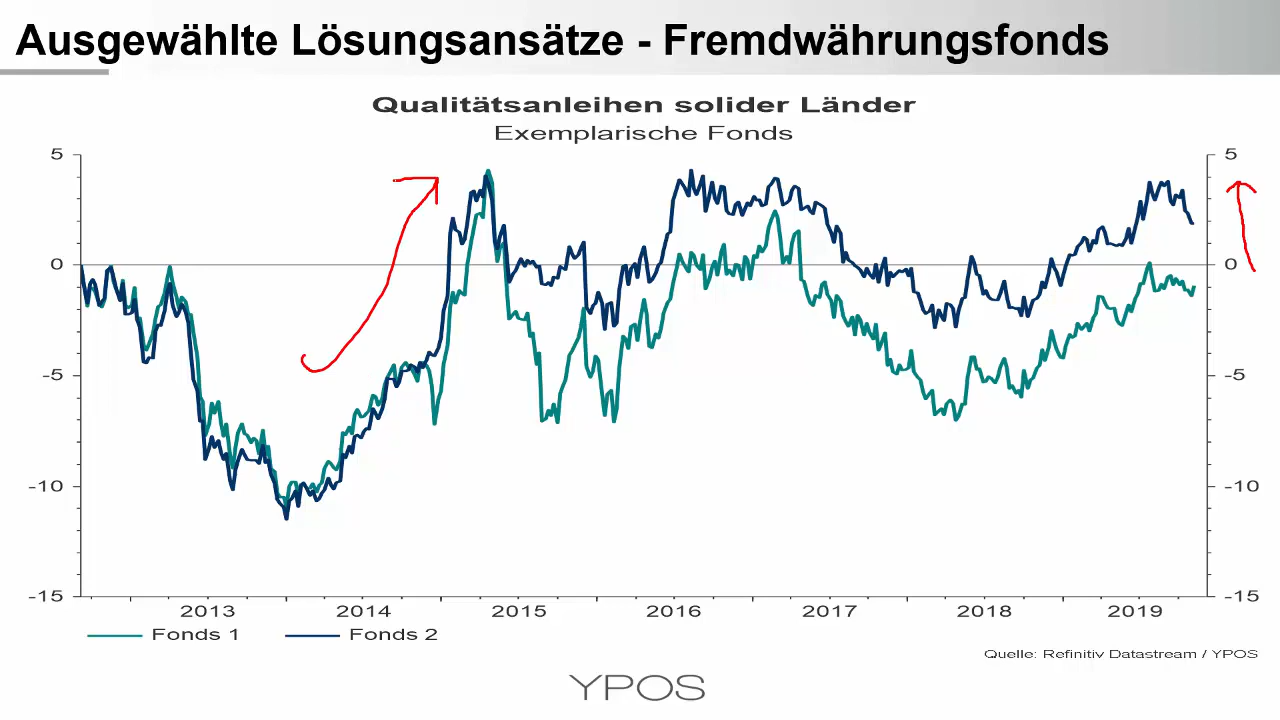 Ausgewählte Lösungsansätze - Fremdwährungsfonds
Qualitätsanleihen solider Länder
Exemplarische Fonds
5 5
0 0
-5 -5
-10 -10
-15 -15
2013 2014 2015 2016 2017 2018 2019
Fonds 1 Fonds 2
Quelle: Refinitiv Datastream / YPOS
YPOS